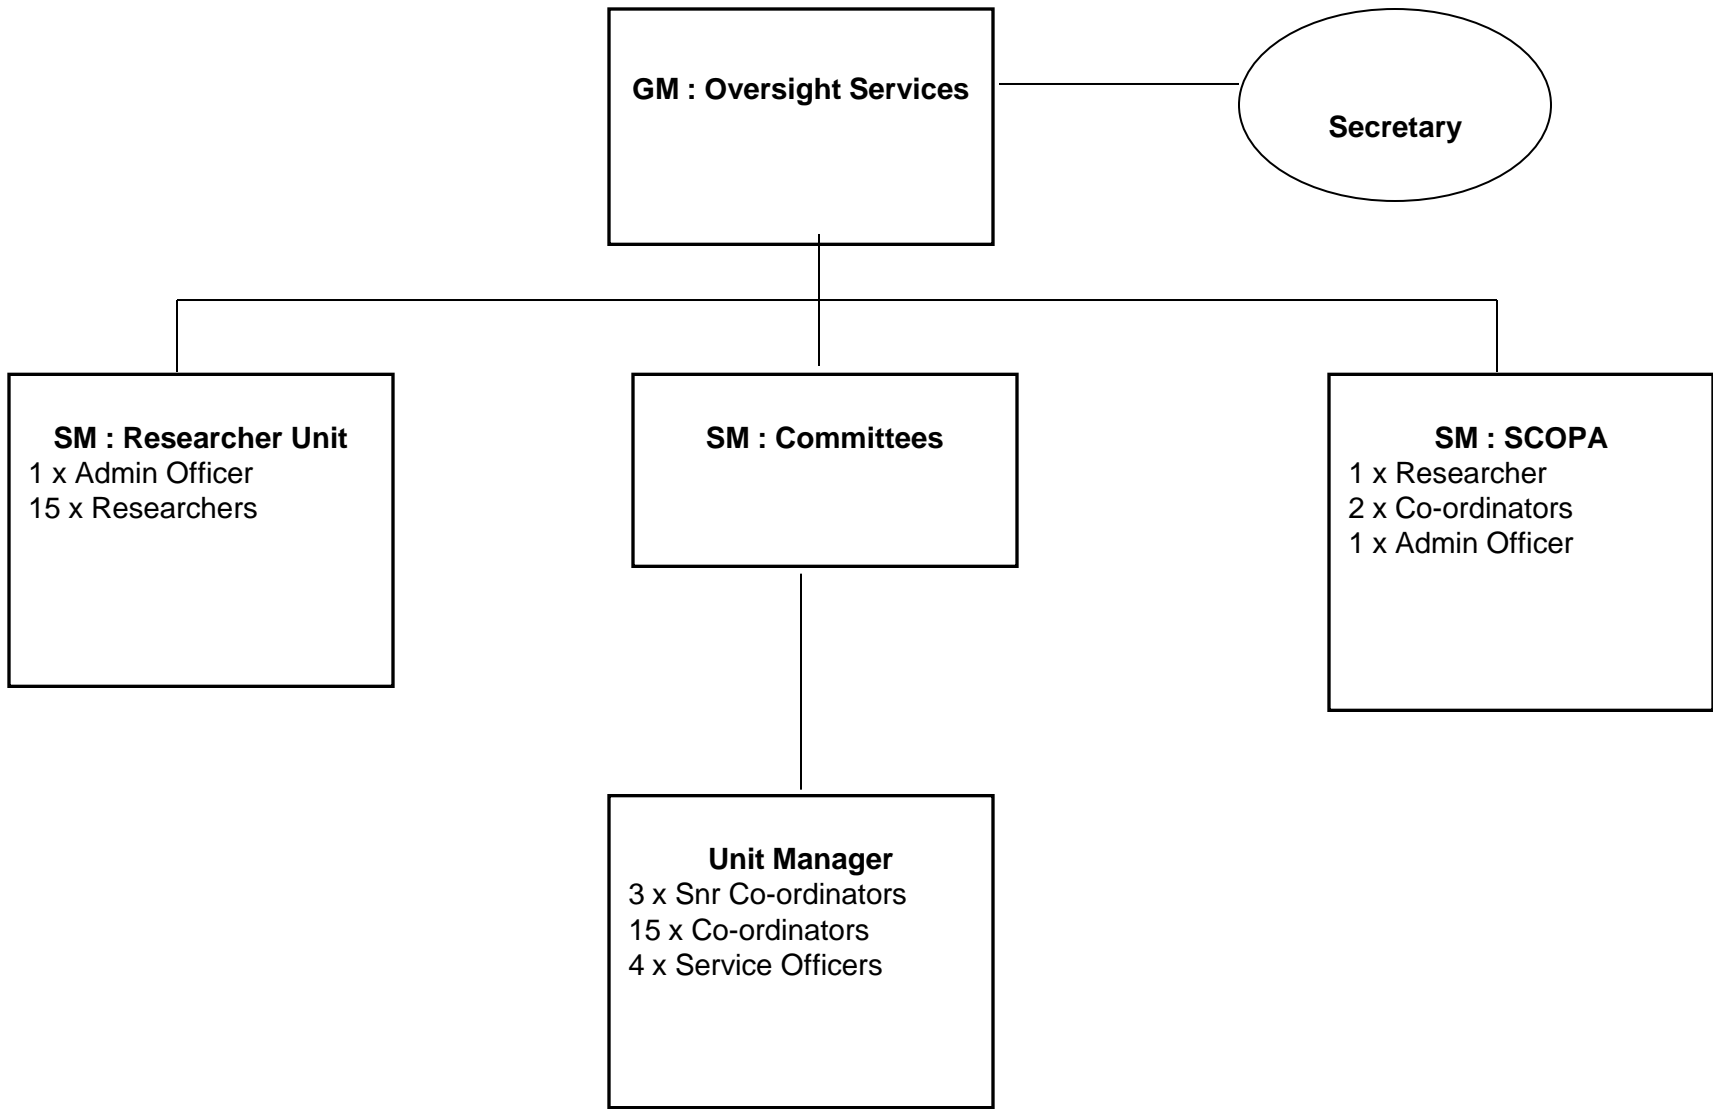 GM : Oversight Services
Secretary
SM : Researcher Unit
1 x Admin Officer
15 x Researchers
SM : Committees
SM : SCOPA
1 x Researcher
2 x Co-ordinators
1 x Admin Officer
Unit Manager
3 x Snr Co-ordinators
15 x Co-ordinators
4 x Service Officers